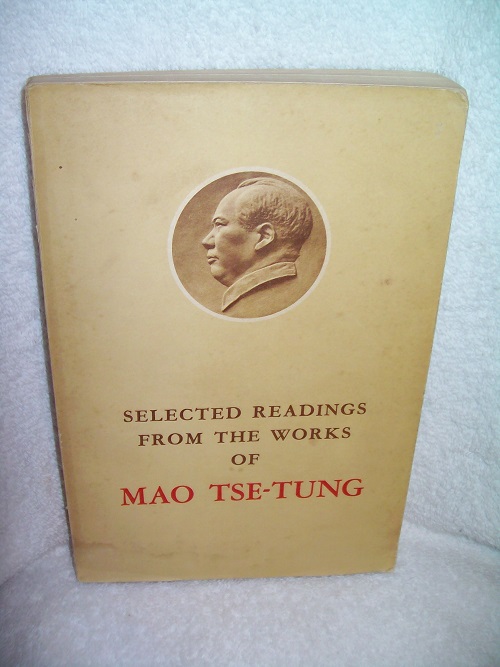 SELECTED READINGS
FROM THE WORKS
OF
MAO TSE-TUNG